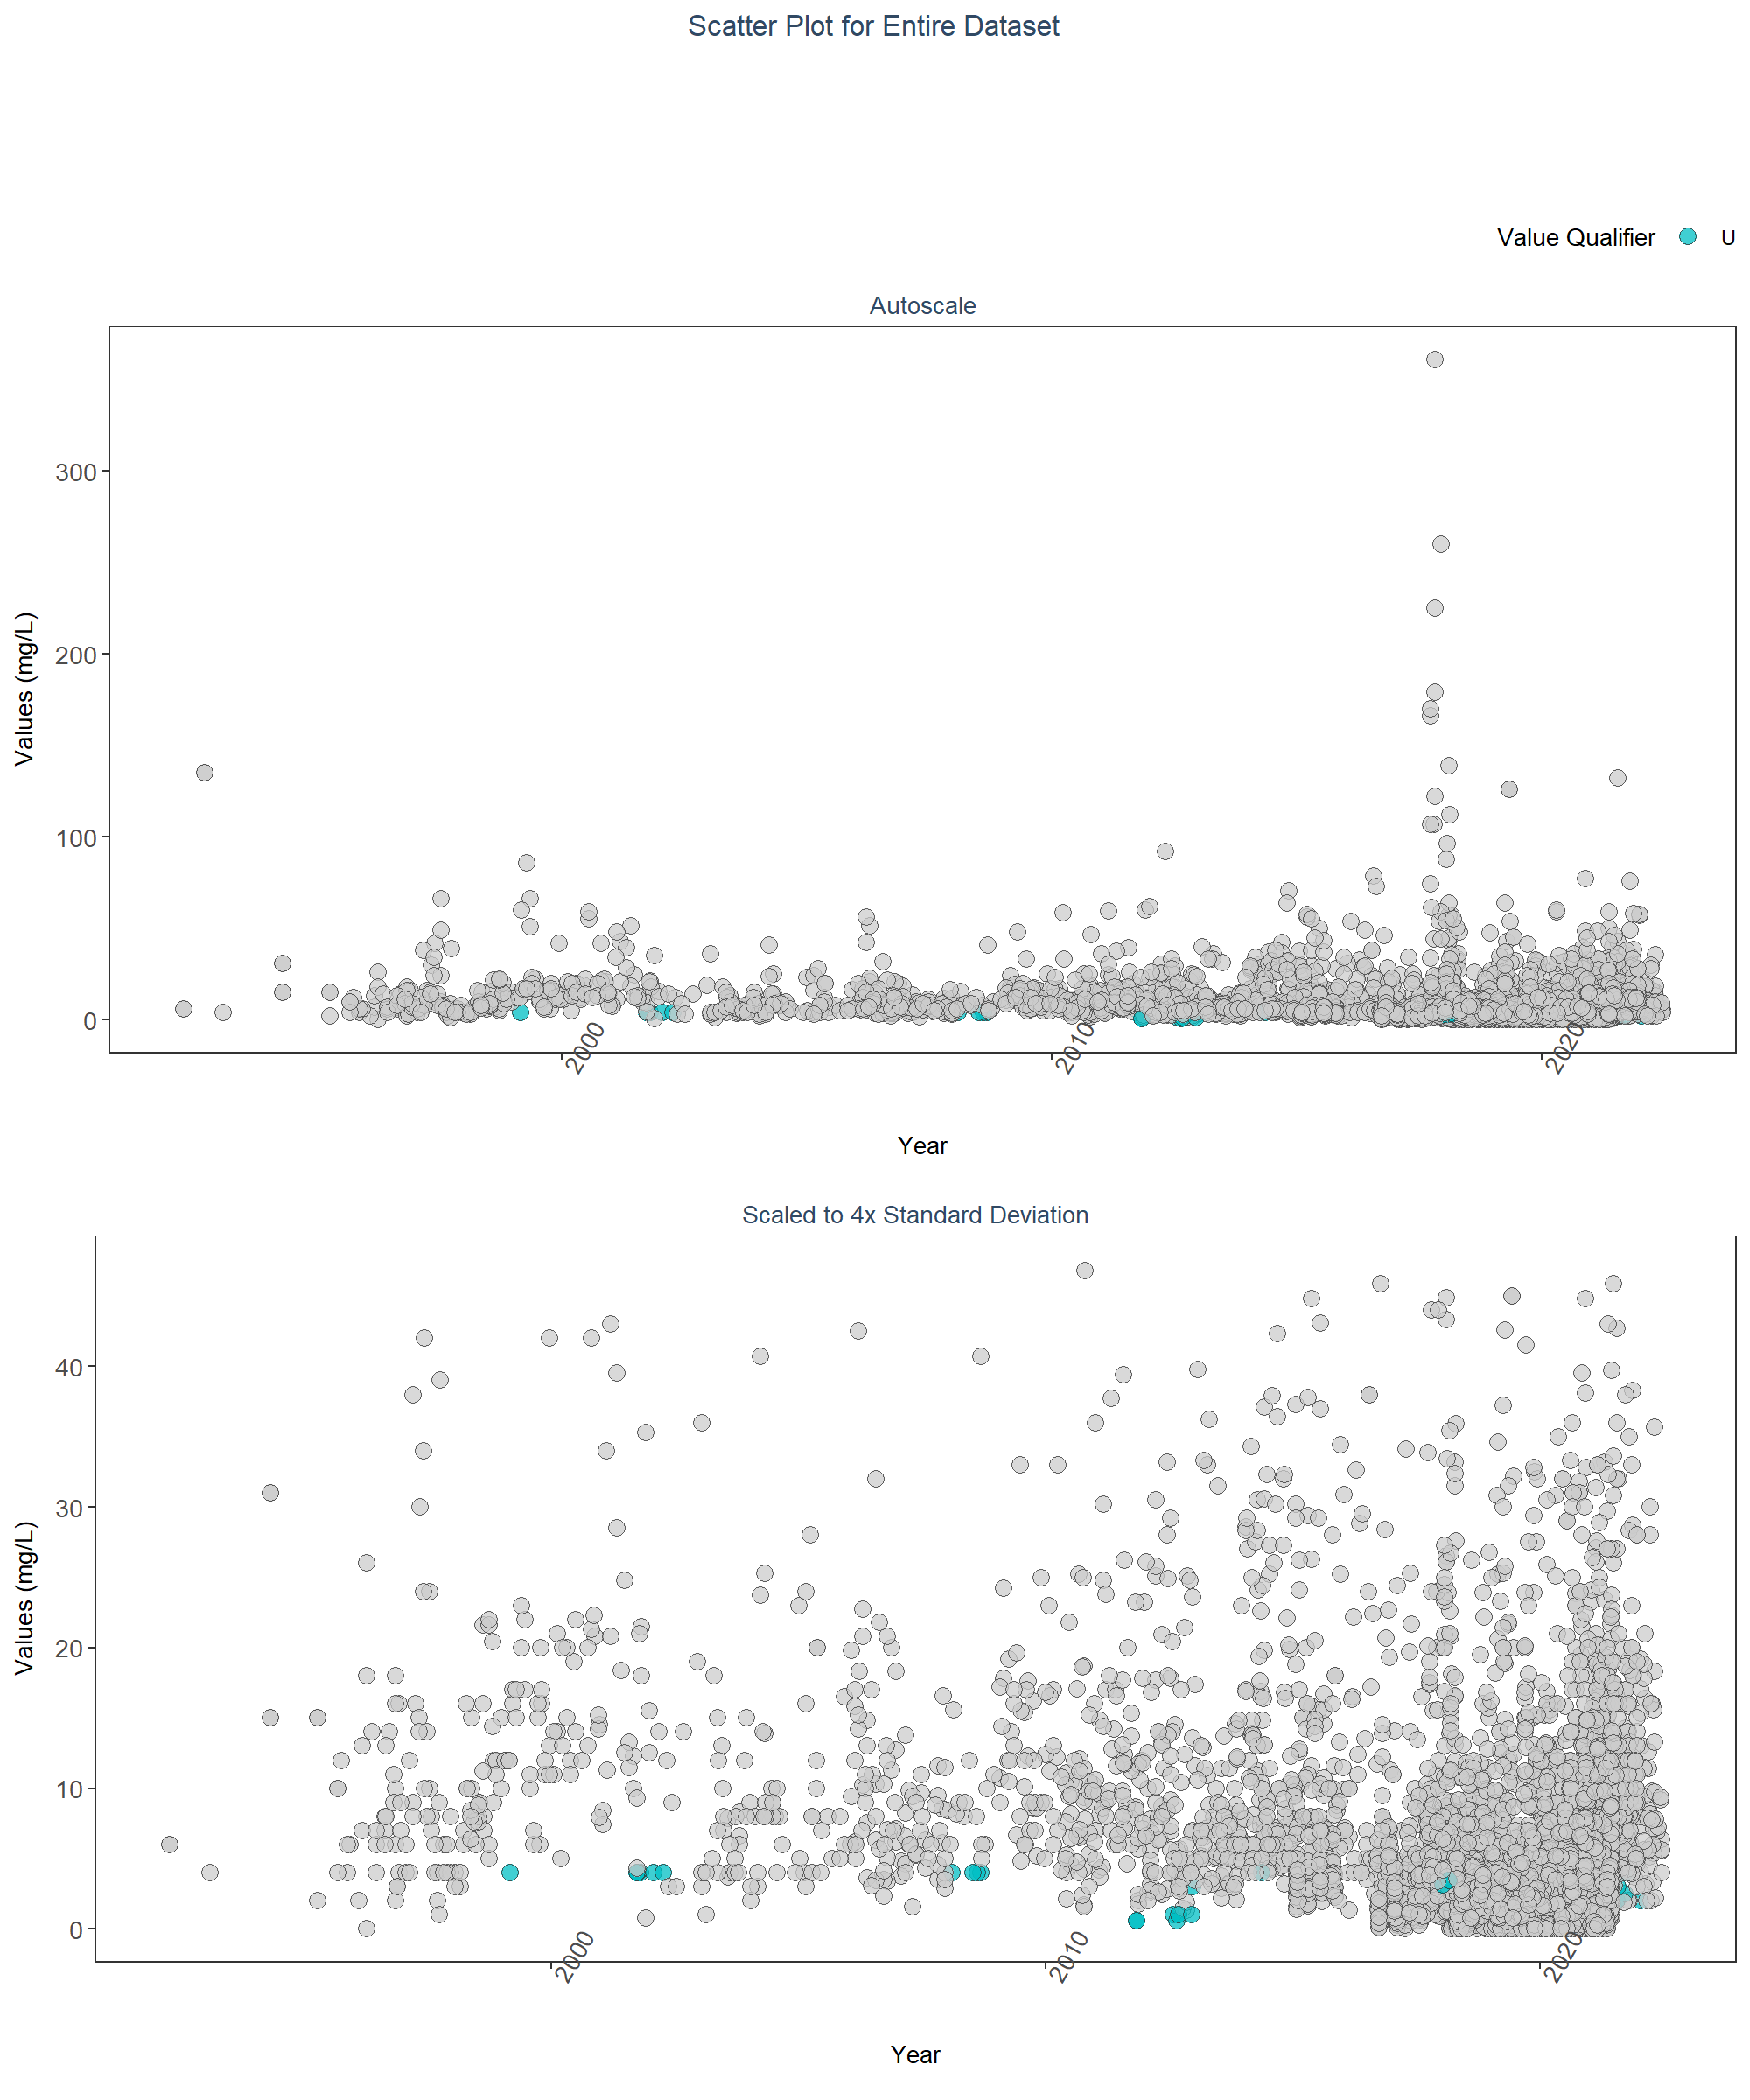 Scatter Plot for Entire Dataset
Value Qualifier U
Autoscale
300
200
100
0
Values (mg/L)
2000 2010 2020
Year
Scaled to 4x Standard Deviation
40
30
20
10
0
Values (mg/L)
2000 2010 2020
Year